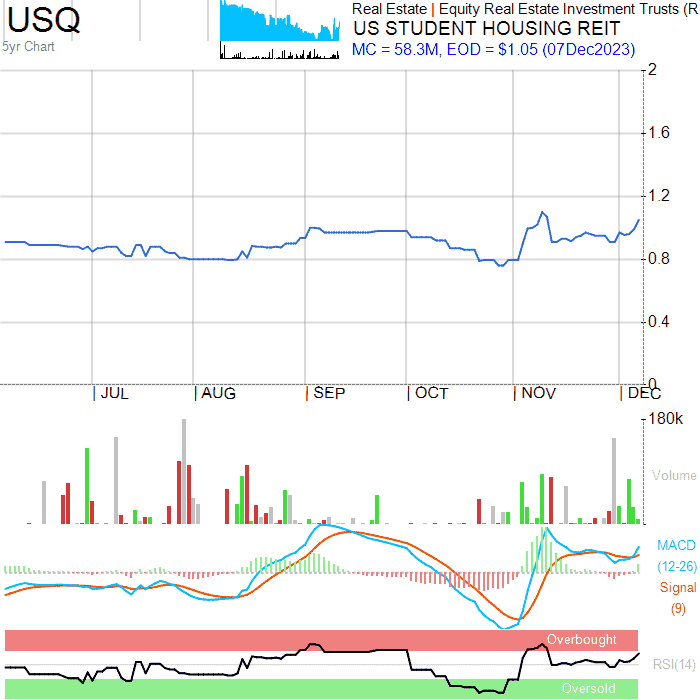 USQ
5yr Chart
Real Estate | Equity Real Estate Investment Trusts (R
US STUDENT HOUSING REIT
MC = 58.3M, EOD = $1.05 (07Dec2023)
2
1.6
1.2
0.8
0.4
0
JUL AUG SEP OCT NOV DEC
180k
Volume
MACD
(12-26)
Signal
(9)
Overbought
RSI(14)
Oversold